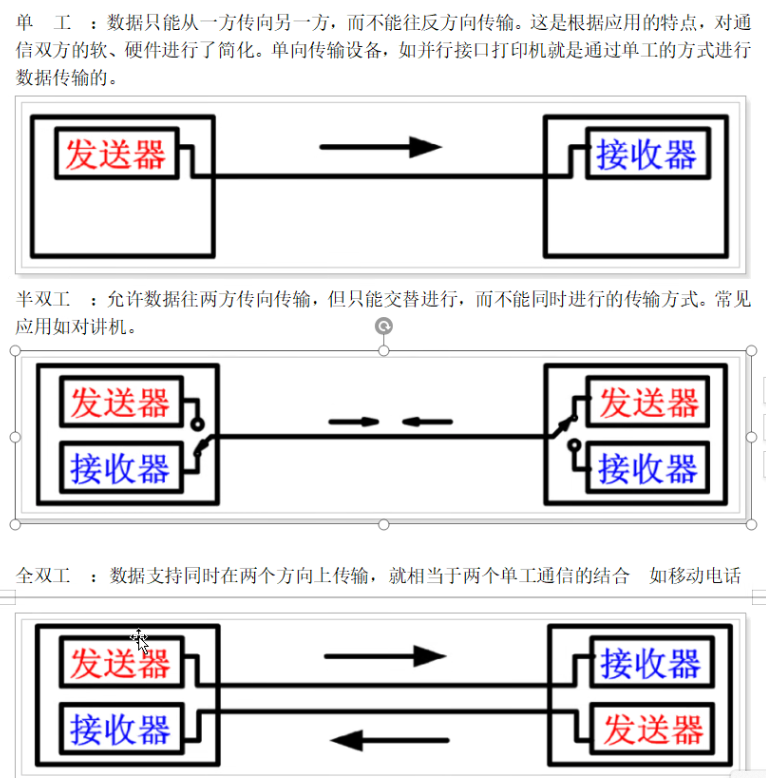 单 工 :数据只能从一方传向另一方,而不能往反方向传输。这是根据应用的特点,对通
信双方的软、硬件进行了简化。单向传输设备,如并行接口打印机就是通过单工的方式进行
数据传输的。
发送器 接收器
半双工 :允许数据往两方传向传输,但只能交替进行,而不能同时进行的传输方式。常见
应用如对讲机。
发送器 发送器
接收器 接收器
全双工 :数据支持同时在两个方向上传输,就相当于两个单工通信的结合 如移动电话
发送器 接收器
接收器 发送器